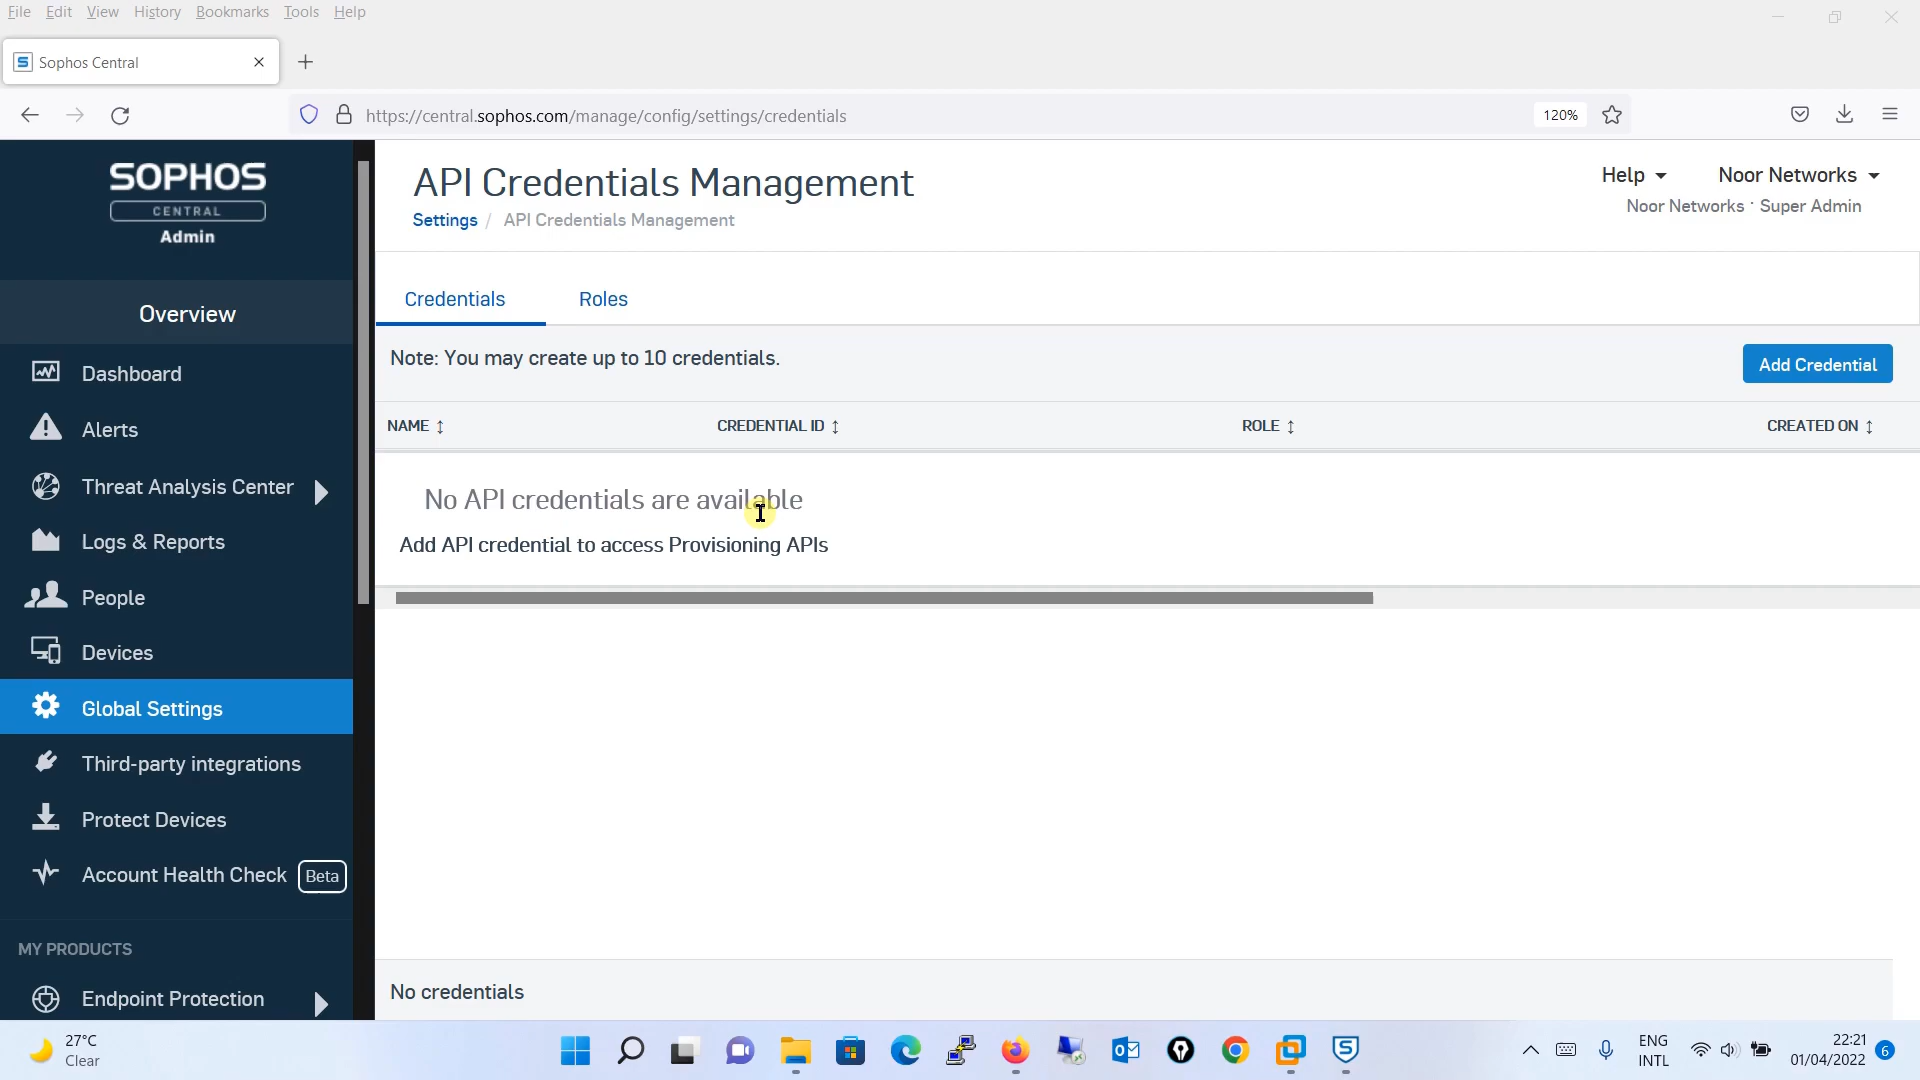 File Edit View History Bookmarks Tools Help
Sophos Central
https://central.sophos.com/manage/config/settings/credentials
120%
SOPHOS
CENTRAL
Admin
Overview
Dashboard
Alerts
Threat Analysis Center
Logs & Reports
People
Devices
Global Settings
Third-party integrations
Protect Devices
Account Health Check Beta
MY PRODUCTS
Endpoint Protection
API Credentials Management
Settings / API Credentials Management
Help
Noor Networks
Noor Networks · Super Admin
Credentials Roles
Note: You may create up to 10 credentials.
Add Credential
NAME CREDENTIAL ID ROLE CREATED ON
No API credentials are available
Add API credential to access Provisioning APIs
No credentials
27°C
Clear
ENG
INTL
22:21
01/04/2022
6